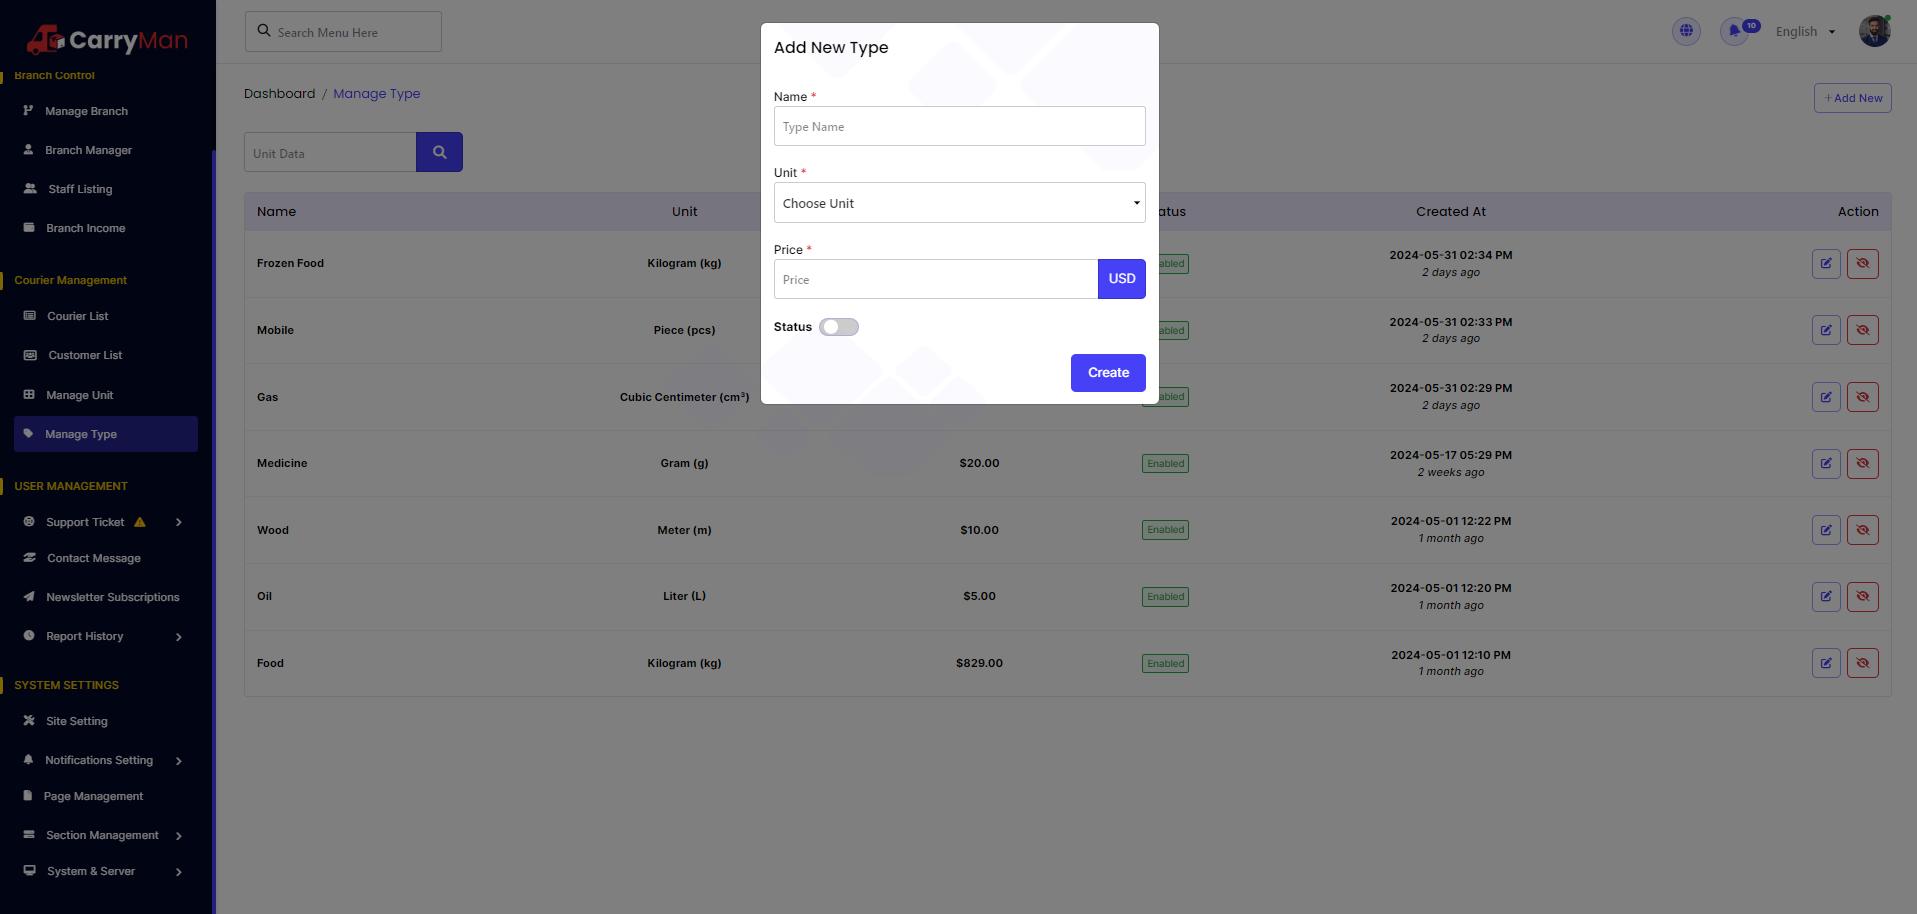 CarryMan
Search Menu Here
10
English
Branch Control
Manage Branch
Branch Manager
Staff Listing
Branch Income
Courier Management
Courier List
Customer List
Manage Unit
Manage Type
USER MANAGEMENT
Support Ticket
Contact Message
Newsletter Subscriptions
Report History
SYSTEM SETTINGS
Site Setting
Notifications Setting
Page Management
Section Management
System & Server
Dashboard / Manage Type
+Add New
Unit Data
Name Unit atus Created At Action
Frozen Food Kilogram (kg) abled 2024-05-31 02:34 PM
2 days ago
Mobile Piece (pcs) abled 2024-05-31 02:33 PM
2 days ago
Gas Cubic Centimeter (cm³) abled 2024-05-31 02:29 PM
2 days ago
Medicine Gram (g) $20.00 Enabled 2024-05-17 05:29 PM
2 weeks ago
Wood Meter (m) $10.00 Enabled 2024-05-01 12:22 PM
1 month ago
Oil Liter (L) $5.00 Enabled 2024-05-01 12:20 PM
1 month ago
Food Kilogram (kg) $829.00 Enabled 2024-05-01 12:10 PM
1 month ago
Add New Type
Name *
Type Name
Unit *
Choose Unit
Price *
Price USD
Status
Create